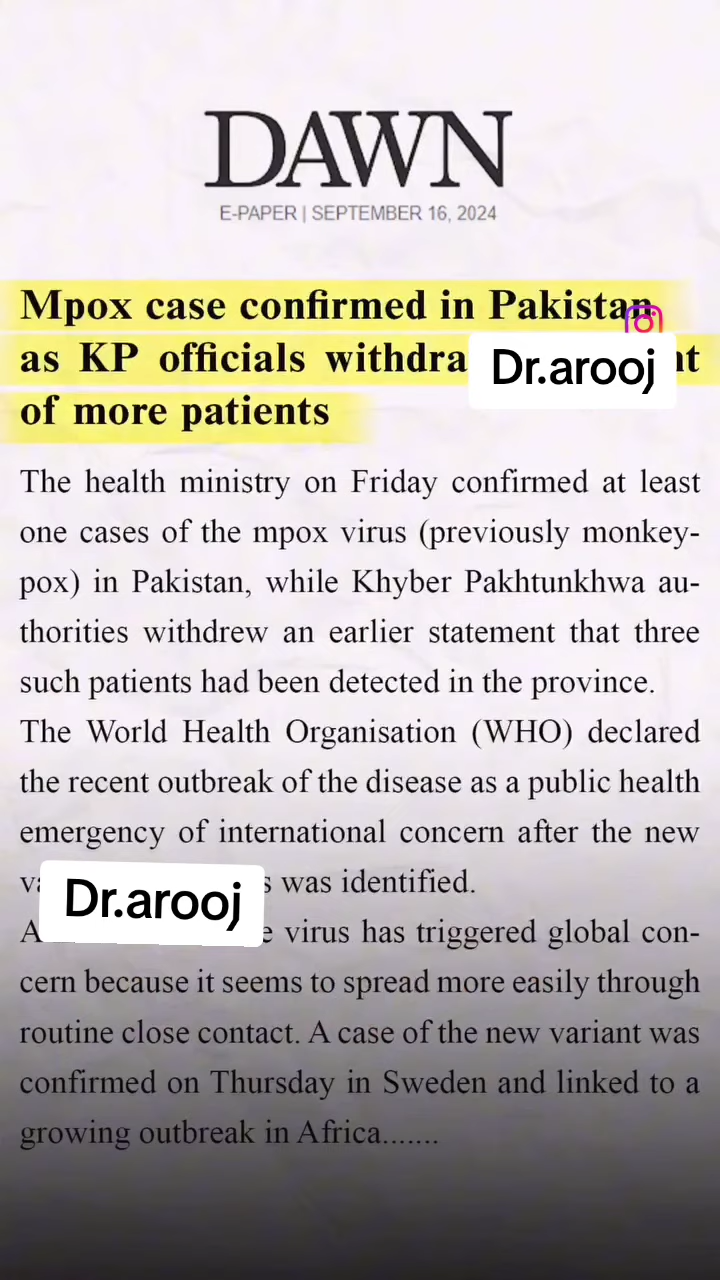 DAWN
E-PAPER | SEPTEMBER 16, 2024
Mpox case confirmed in Pakistan
as KP officials withdra
Dr.arooj
of more patients
The health ministry on Friday confirmed at least
one cases of the mpox virus (previously monkey-
pox) in Pakistan, while Khyber Pakhtunkhwa au-
thorities withdrew an earlier statement that three
such patients had been detected in the province.
The World Health Organisation (WHO) declared
the recent outbreak of the disease as a public health
emergency of international concern after the new
was identified.
Dr.arooj
virus has triggered global con-
cern because it seems to spread more easily through
routine close contact. A case of the new variant was
confirmed on Thursday in Sweden and linked to a
growing outbreak in Africa.......